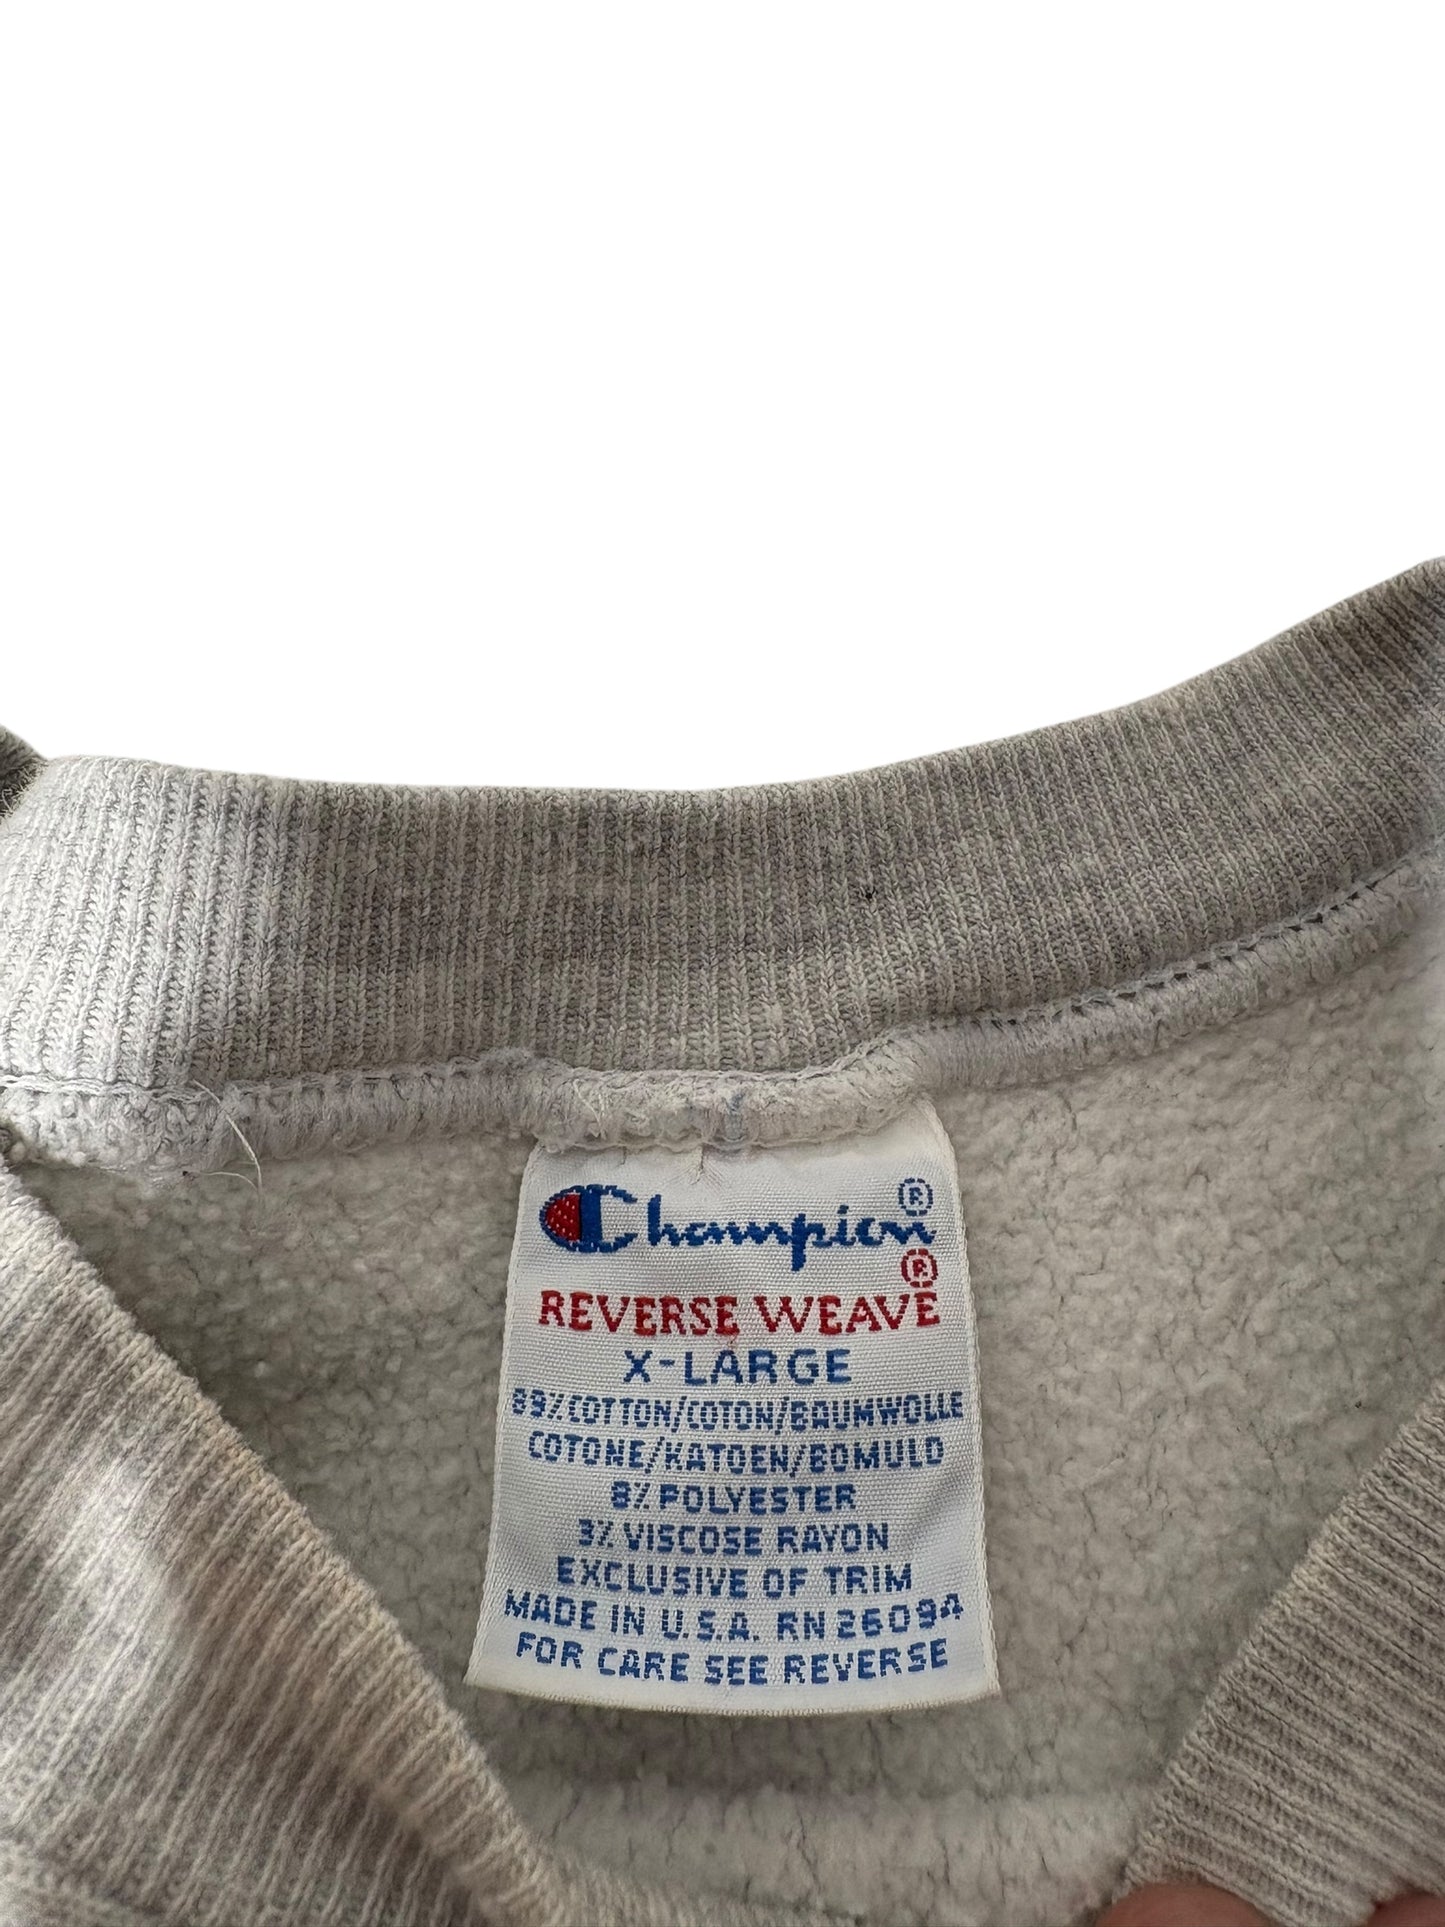 Champion®
®
REVERSE WEAVE
X-LARGE
89% COTTON/COTON/BAUMWOLLE
COTONE/KATOEN/BOMULD
8% POLYESTER
3% VISCOSE RAYON
EXCLUSIVE OF TRIM
MADE IN U.S.A. RN 26094
FOR CARE SEE REVERSE